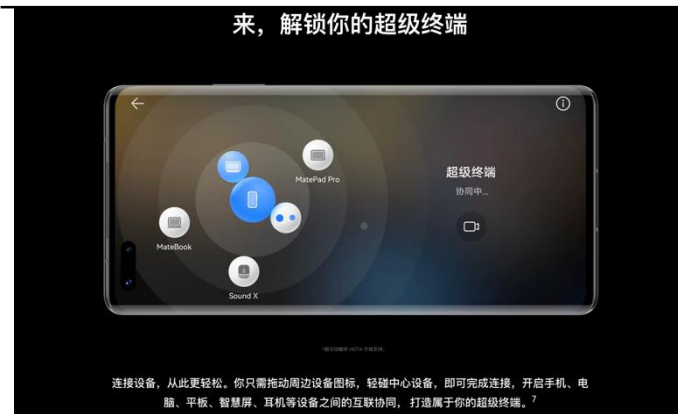 来，解锁你的超级终端
MatePad Pro
超级终端
协同中...
MateBook
Sound X
连接设备，从此更轻松。你只需拖动周边设备图标，轻碰中心设备，即可完成连接，开启手机、电
脑、平板、智慧屏、耳机等设备之间的互联协同， 打造属于你的超级终端。7